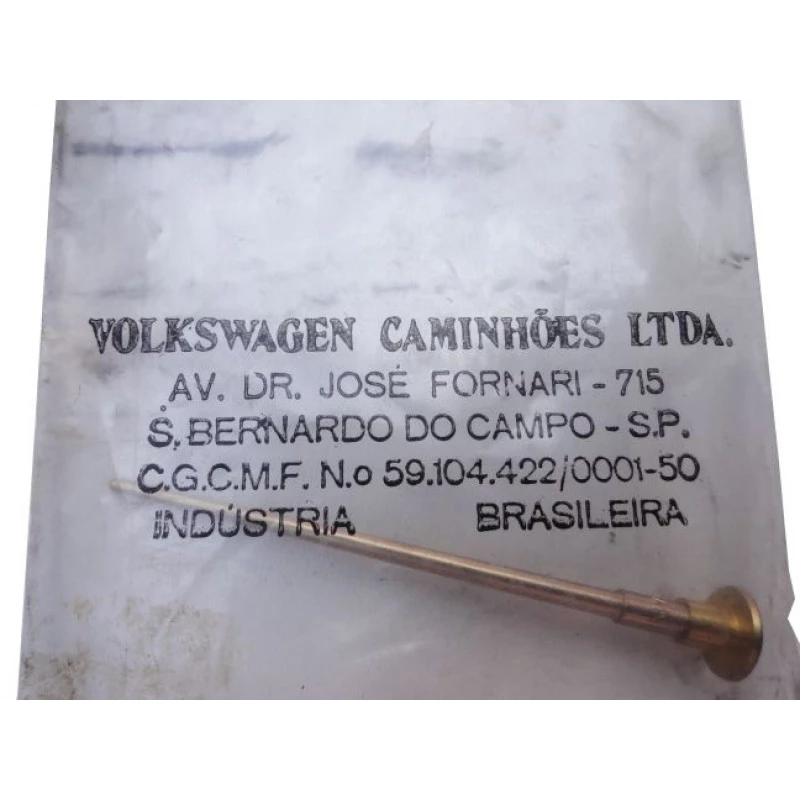 VOLKSWAGEN CAMINHÕES LTDA.
AV. DR. JOSÉ FORNARI - 715
S. BERNARDO DO CAMPO - S.P.
C.G.C.M.F. N.o 59.104.422/0001-50
INDÚSTRIA BRASILEIRA